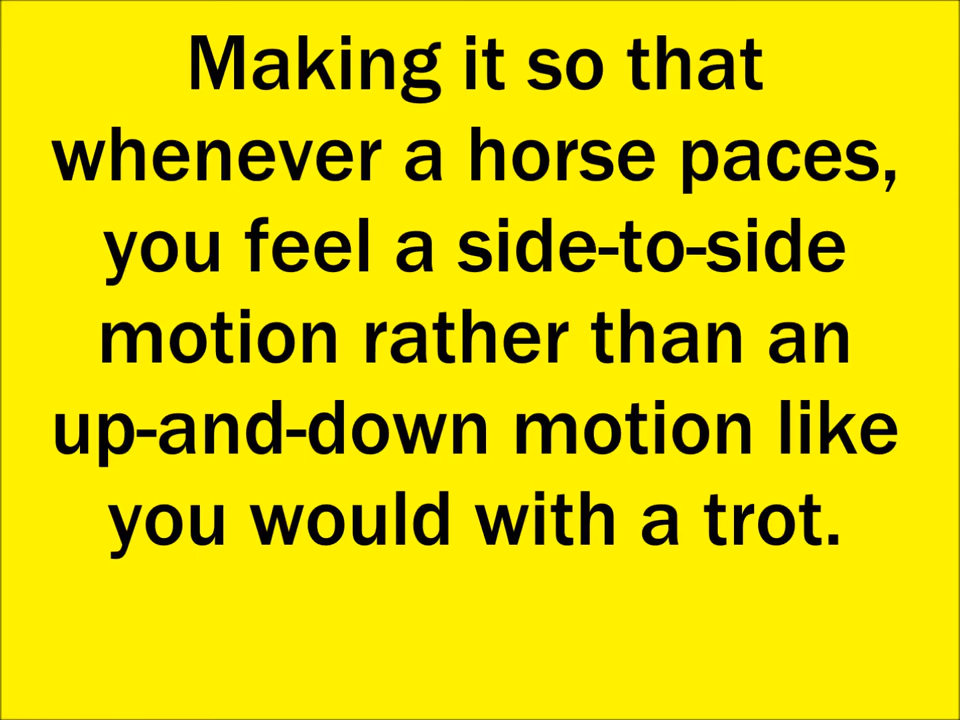 Making it so that
whenever a horse paces,
you feel a side-to-side
motion rather than an
up-and-down motion like
you would with a trot.